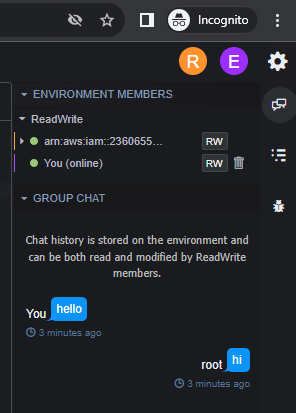 Incognito
R E
ENVIRONMENT MEMBERS
ReadWrite
arn:aws:iam::2360655… RW
You (online) RW
GROUP CHAT
Chat history is stored on the environment and
can be both read and modified by ReadWrite
members.
You hello
3 minutes ago
root hi
3 minutes ago